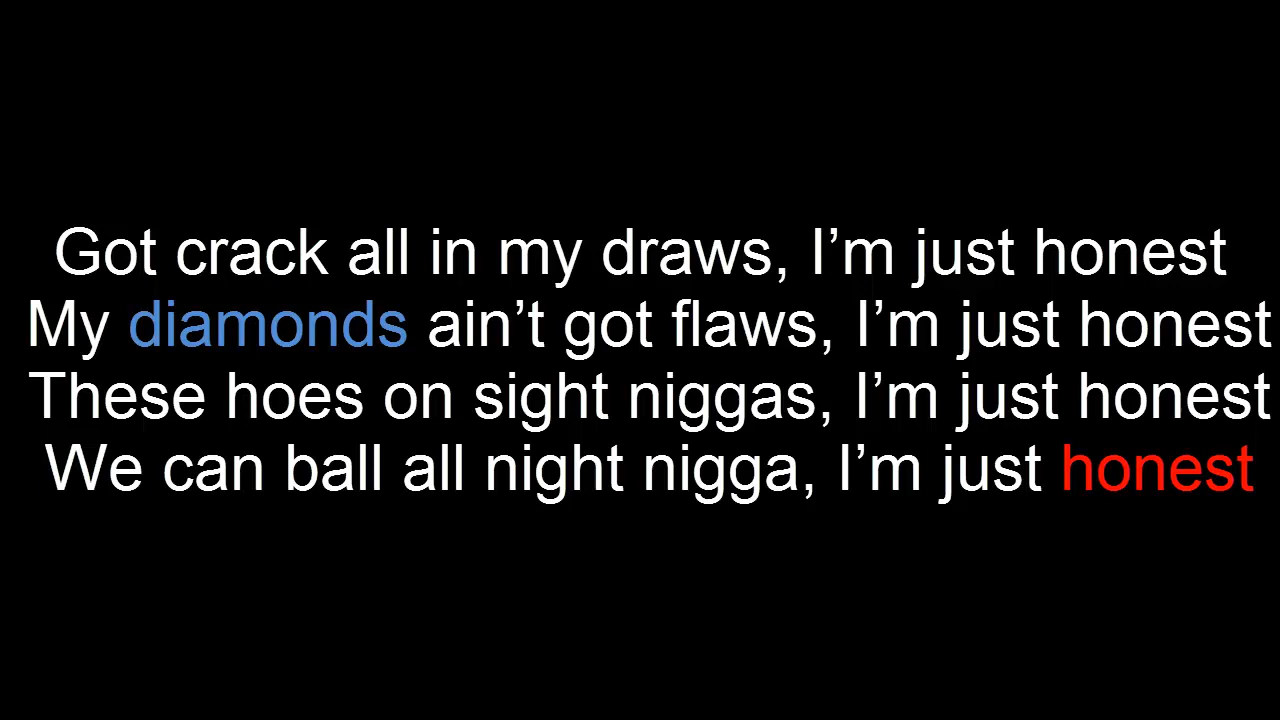 Got crack all in my draws, I’m just honest
My diamonds ain’t got flaws, I’m just honest
These hoes on sight niggas, I’m just honest
We can ball all night nigga, I’m just honest